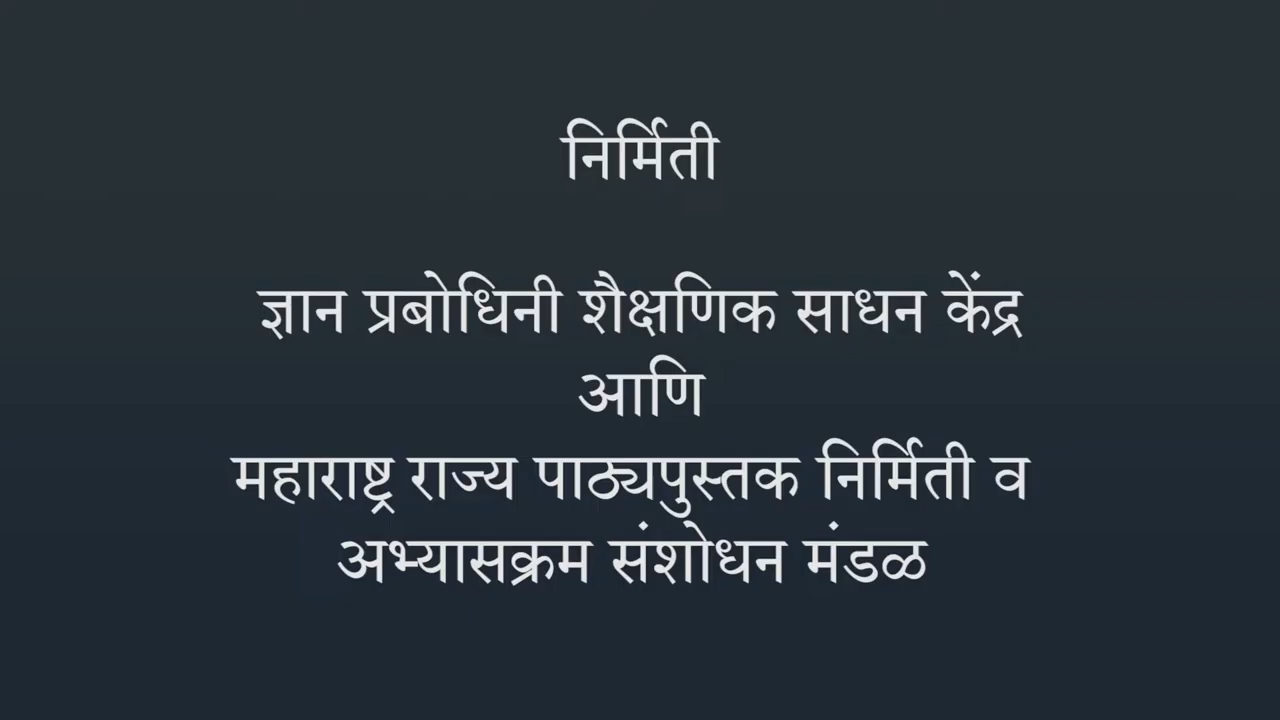 निर्मिती
ज्ञान प्रबोधिनी शैक्षणिक साधन केंद्र
आणि
महाराष्ट्र राज्य पाठ्यपुस्तक निर्मिती व
अभ्यासक्रम संशोधन मंडळ